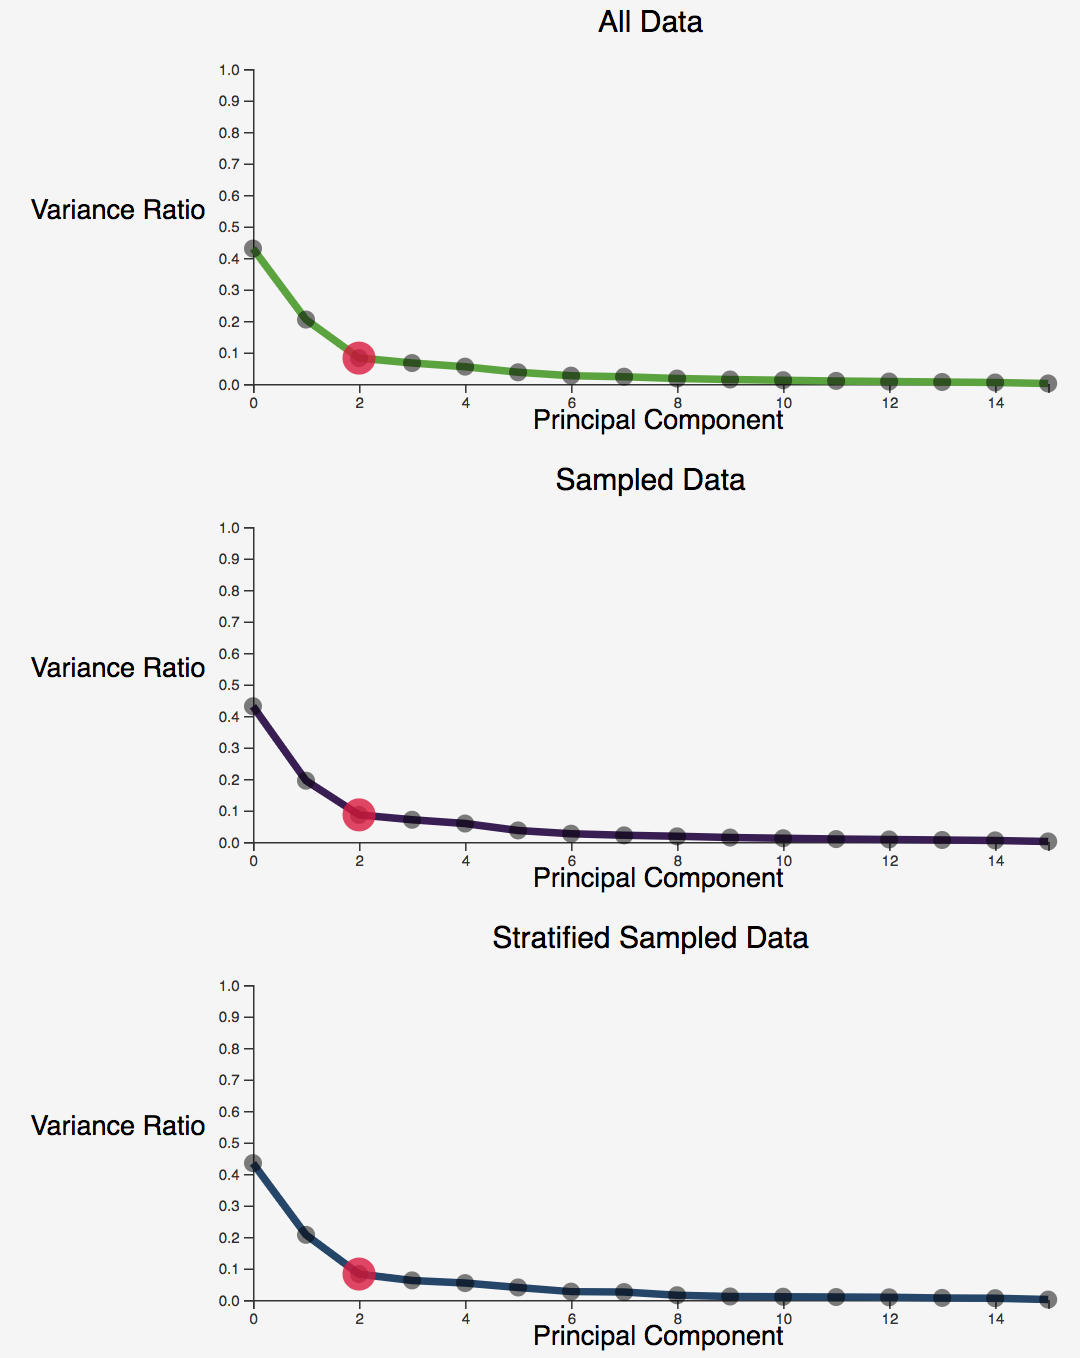 All Data
1.0
0.9
0.8
0.7
0.6
Variance Ratio
0.5
0.4
0.3
0.2
0.1
0.0
0 2 4 6 8 10 12 14
Principal Component
Sampled Data
1.0
0.9
0.8
0.7
0.6
Variance Ratio
0.5
0.4
0.3
0.2
0.1
0.0
0 2 4 6 8 10 12 14
Principal Component
Stratified Sampled Data
1.0
0.9
0.8
0.7
0.6
Variance Ratio
0.5
0.4
0.3
0.2
0.1
0.0
0 2 4 6 8 10 12 14
Principal Component